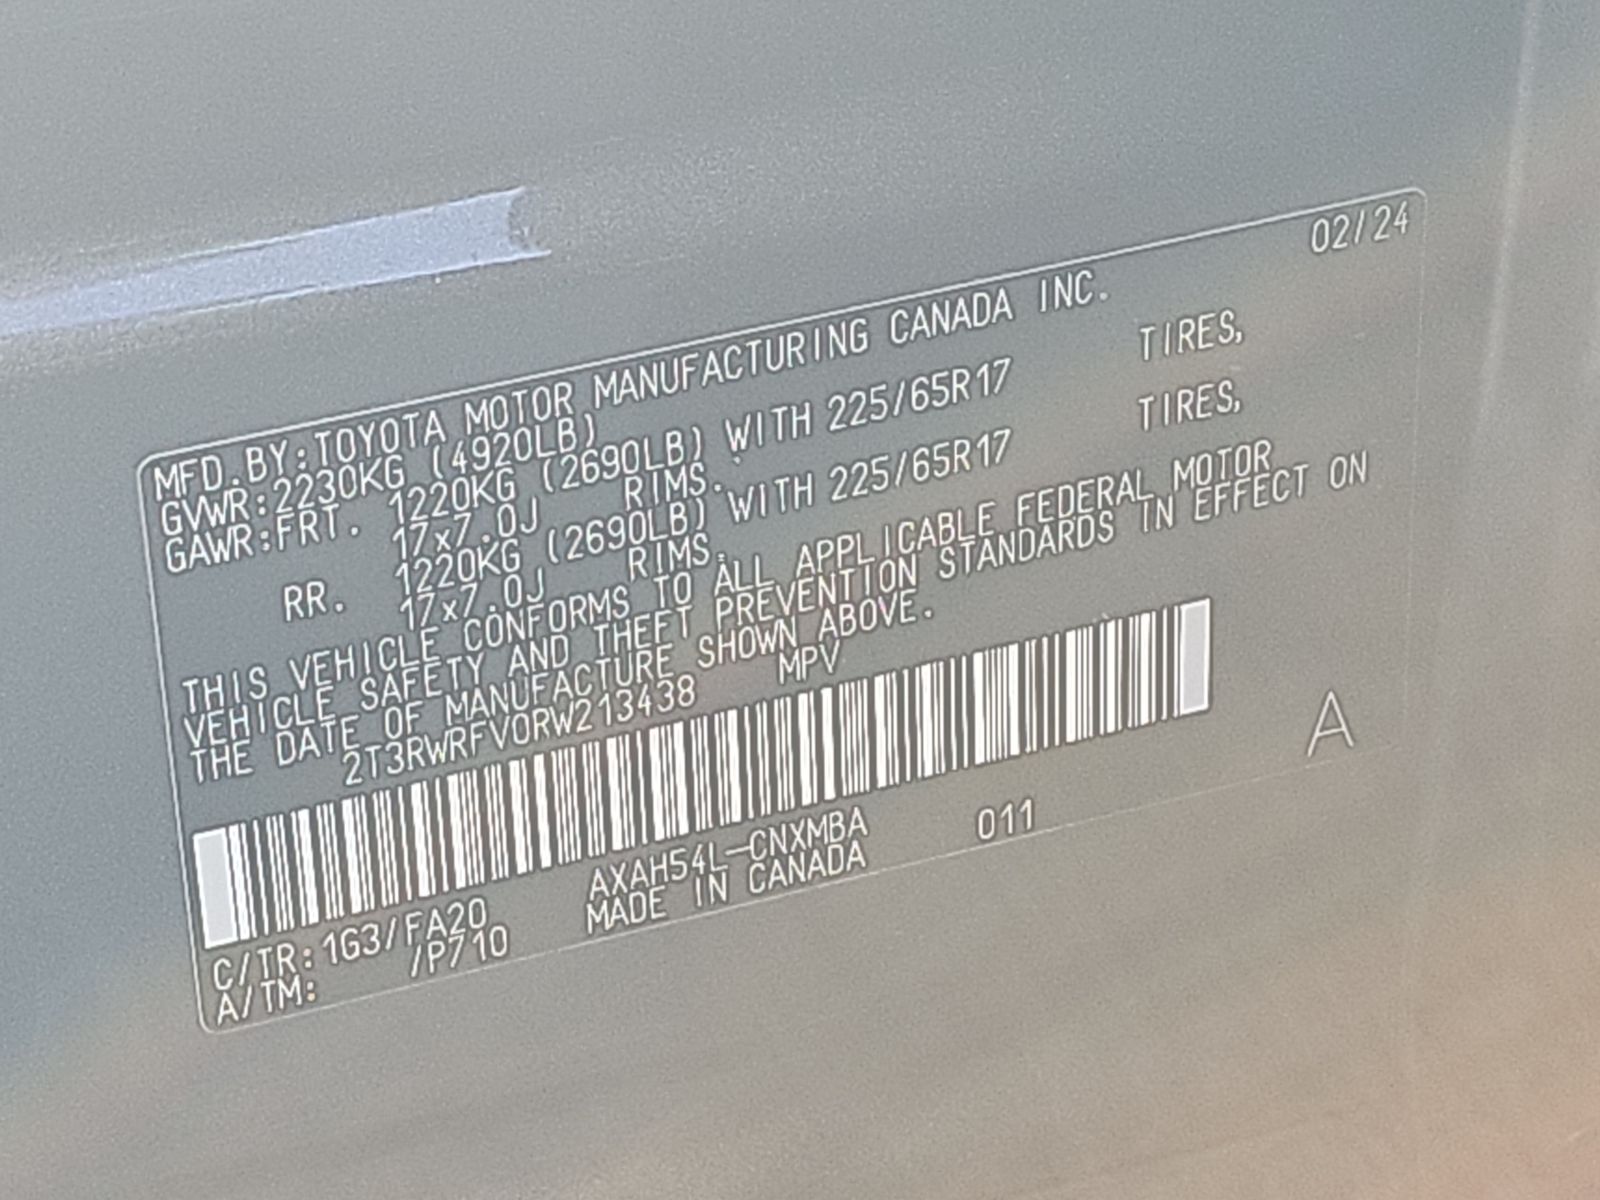 02/24
MFD.BY:TOYOTA MOTOR MANUFACTURING CANADA INC.
GVWR:2230KG (4920LB)
GAWR:FRT. 1220KG (2690LB) WITH 225/65R17 TIRES,
17x7.0J RIMS.
RR. 1220KG (2690LB) WITH 225/65R17 TIRES,
17x7.0J RIMS.
THIS VEHICLE CONFORMS TO ALL APPLICABLE FEDERAL MOTOR
VEHICLE SAFETY AND THEFT PREVENTION STANDARDS IN EFFECT ON
THE DATE OF MANUFACTURE SHOWN ABOVE.
2T3RWRFV0RW213438 MPV
A
C/TR:1G3/FA20 AXAH54L-CNXMBA 011
A/TM: /P710 MADE IN CANADA